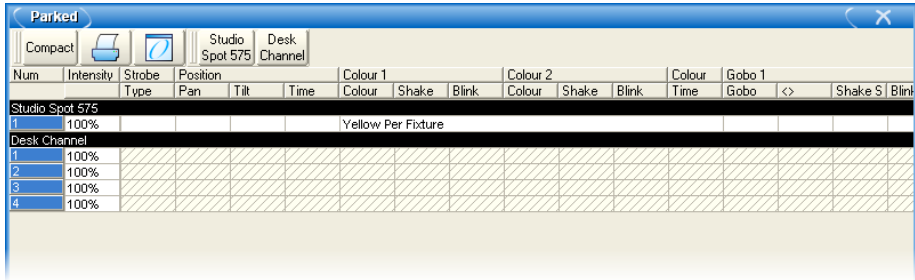 Parked
Compact Studio Spot 575 Desk Channel
Num Intensity Strobe Position Colour 1 Colour 2 Colour Gobo 1
Type Pan Tilt Time Colour Shake Blink Colour Shake Blink Time Gobo <> Shake S Blink
Studio Spot 575
1 100% Yellow Per Fixture
Desk Channel
1 100%
2 100%
3 100%
4 100%